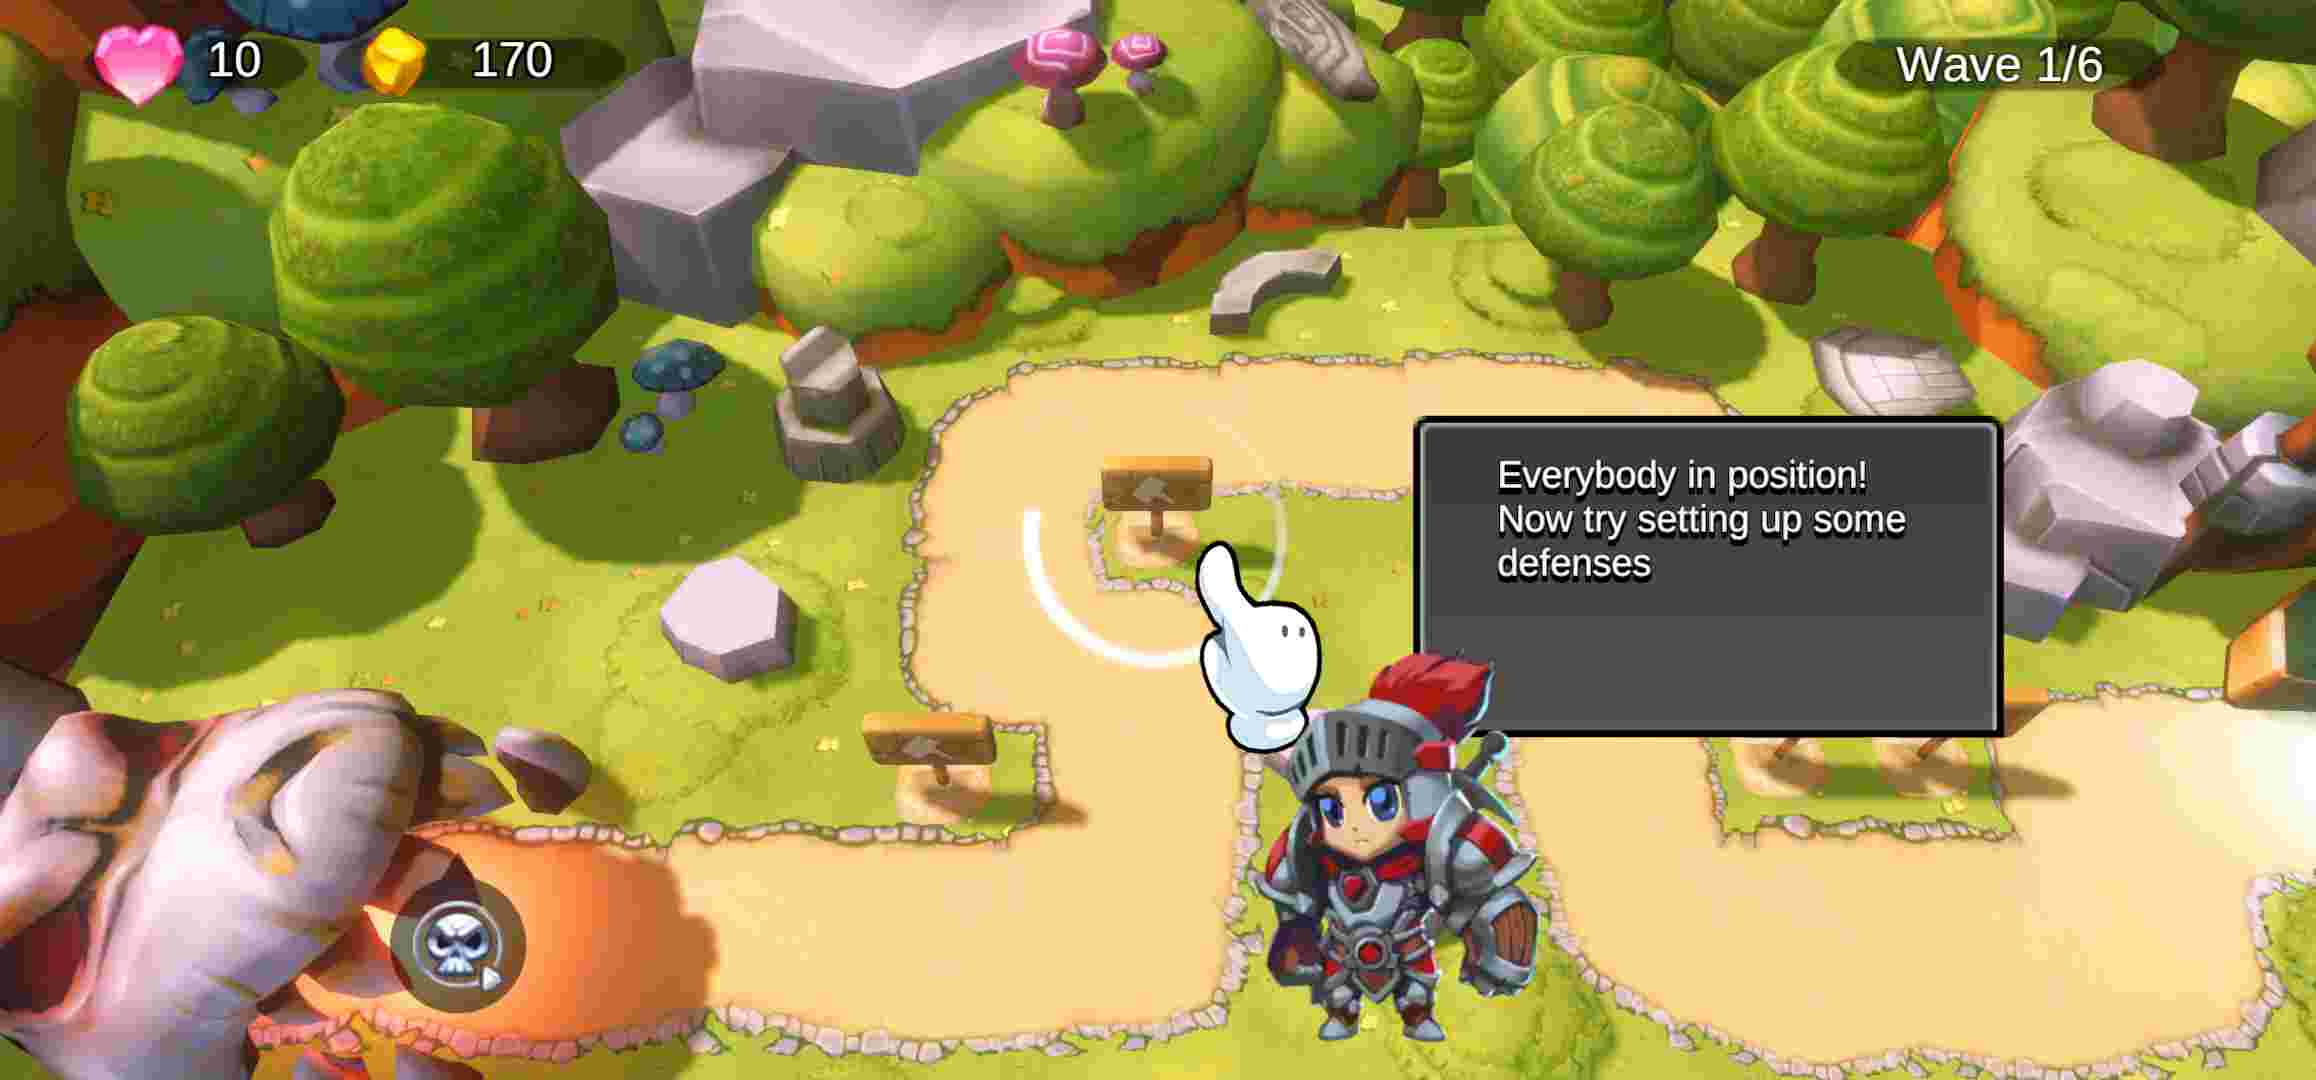 10
170
Wave 1/6
Everybody in position!
Now try setting up some
defenses